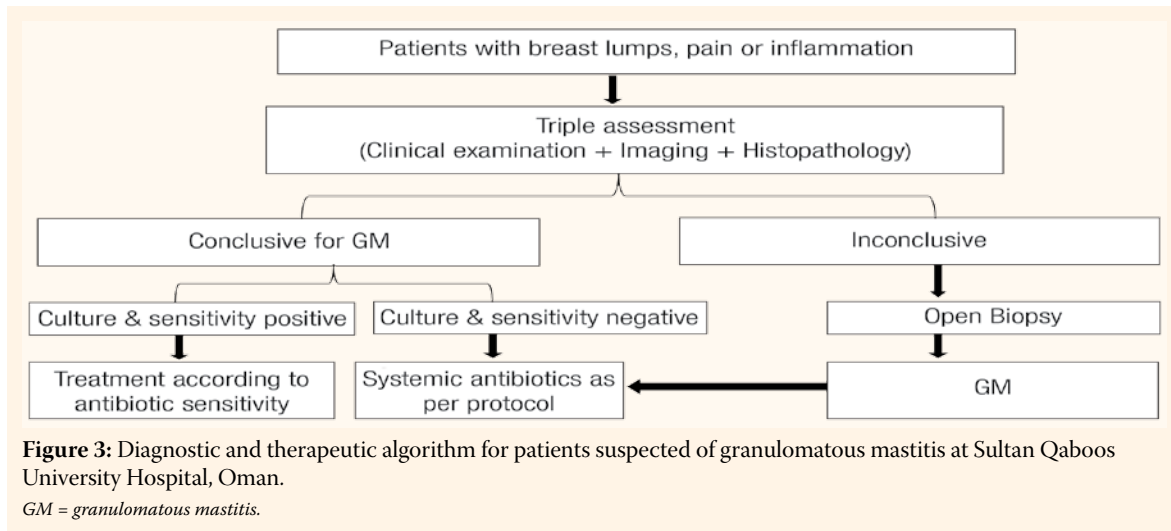 Patients with breast lumps, pain or inflammation
Triple assessment
(Clinical examination + Imaging + Histopathology)
Conclusive for GM
Inconclusive
Culture & sensitivity positive
Culture & sensitivity negative
Open Biopsy
Treatment according to
antibiotic sensitivity
Systemic antibiotics as
per protocol
GM
Figure 3: Diagnostic and therapeutic algorithm for patients suspected of granulomatous mastitis at Sultan Qaboos
University Hospital, Oman.
GM = granulomatous mastitis.